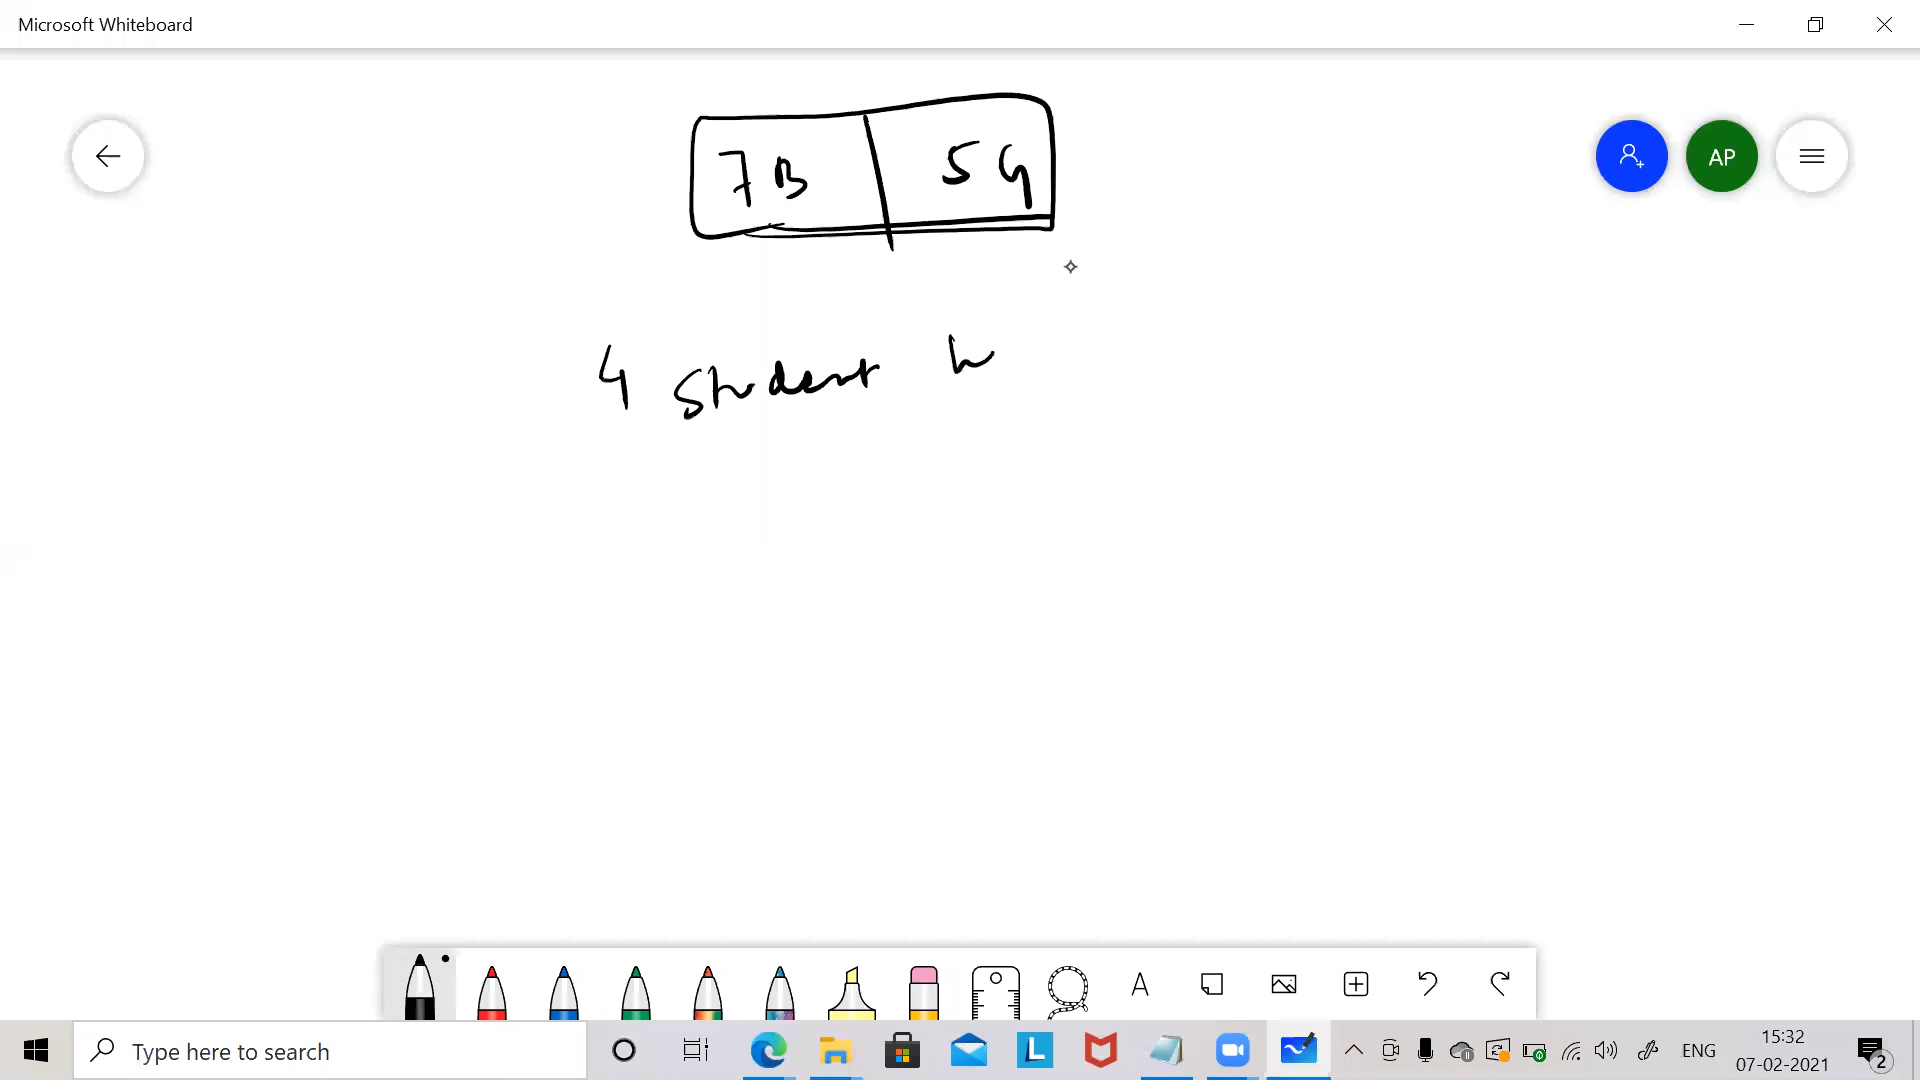 Microsoft Whiteboard
7B 5G
AP
4 student
A
Type here to search
L
ENG
15:32
07-02-2021
2